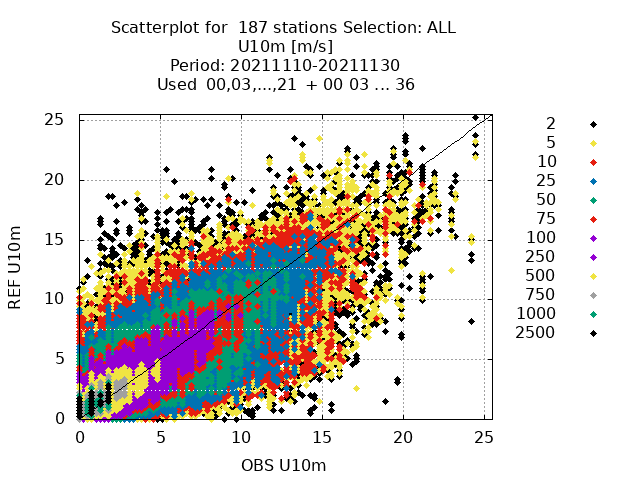 Scatterplot for  187 stations Selection: ALL
U10m [m/s]
Period: 20211110-20211130
Used  00,03,...,21  + 00 03 ... 36
25
20
15
10
5
0
REF U10m
0 5 10 15 20 25
OBS U10m
2
5
10
25
50
75
100
250
500
750
1000
2500